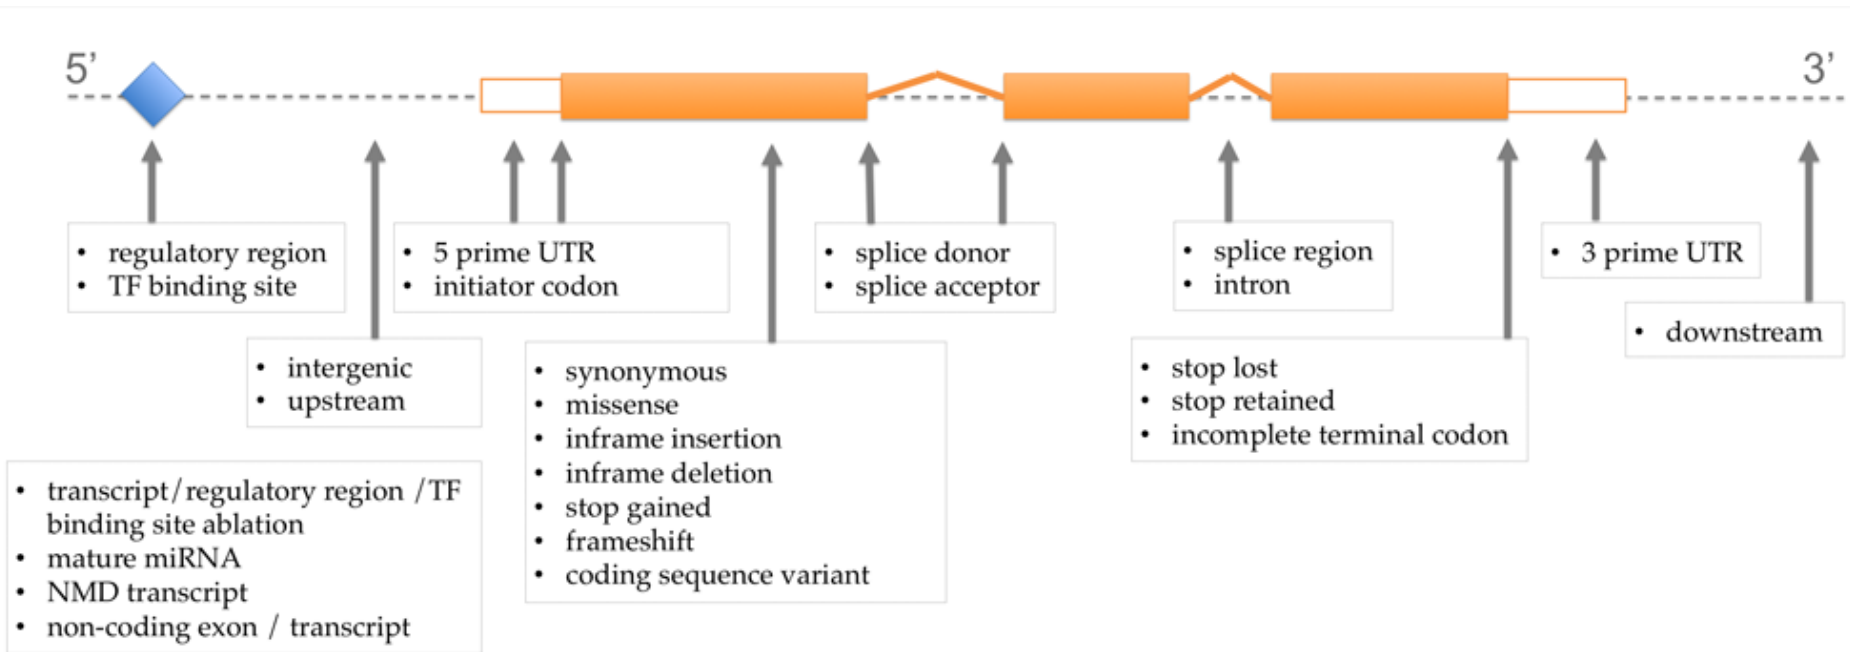 5’
3’
• regulatory region
• TF binding site
• intergenic
• upstream
• 5 prime UTR
• initiator codon
• synonymous
• missense
• inframe insertion
• inframe deletion
• stop gained
• frameshift
• coding sequence variant
• splice donor
• splice acceptor
• splice region
• intron
• stop lost
• stop retained
• incomplete terminal codon
• 3 prime UTR
• downstream
• transcript/regulatory region /TF
binding site ablation
• mature miRNA
• NMD transcript
• non-coding exon / transcript